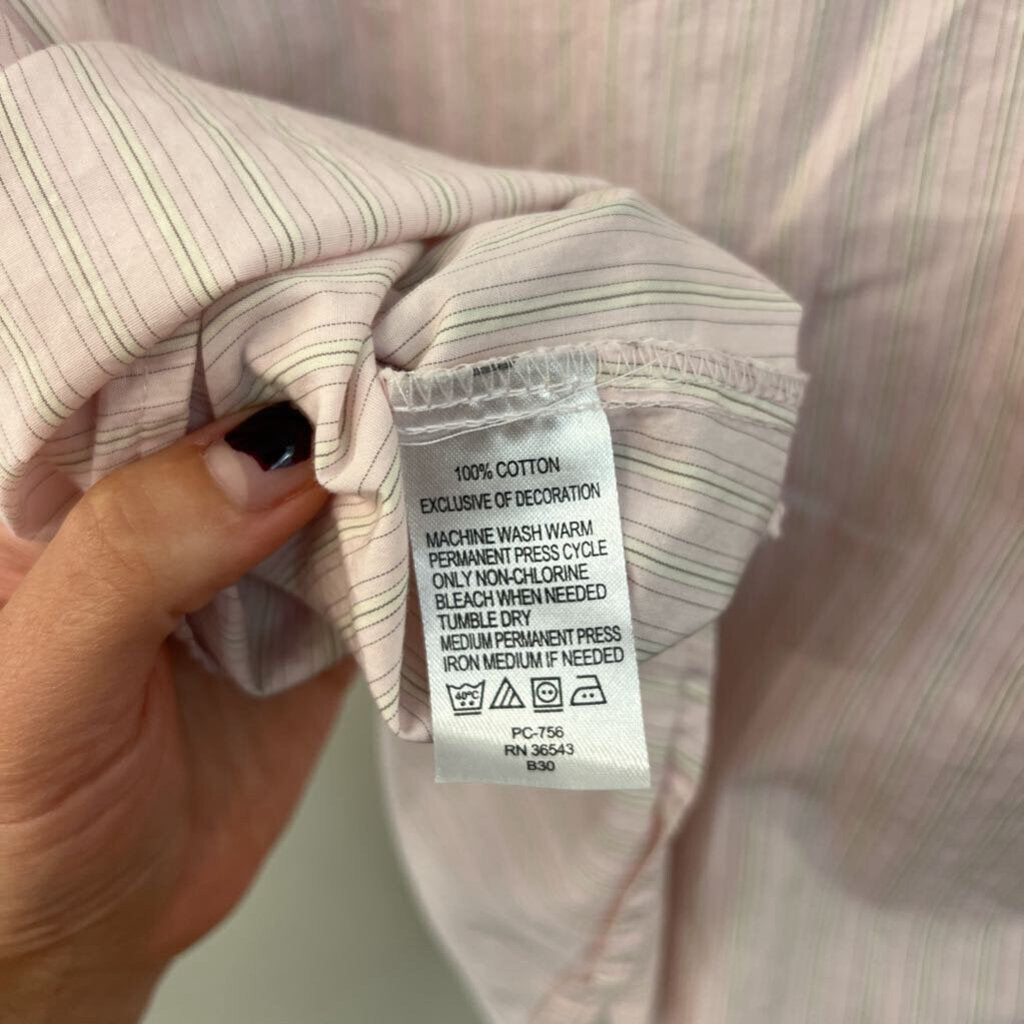 100% COTTON
EXCLUSIVE OF DECORATION
MACHINE WASH WARM
PERMANENT PRESS CYCLE
ONLY NON-CHLORINE
BLEACH WHEN NEEDED
TUMBLE DRY
MEDIUM PERMANENT PRESS
IRON MEDIUM IF NEEDED
40°C
PC-756
RN 36543
B30